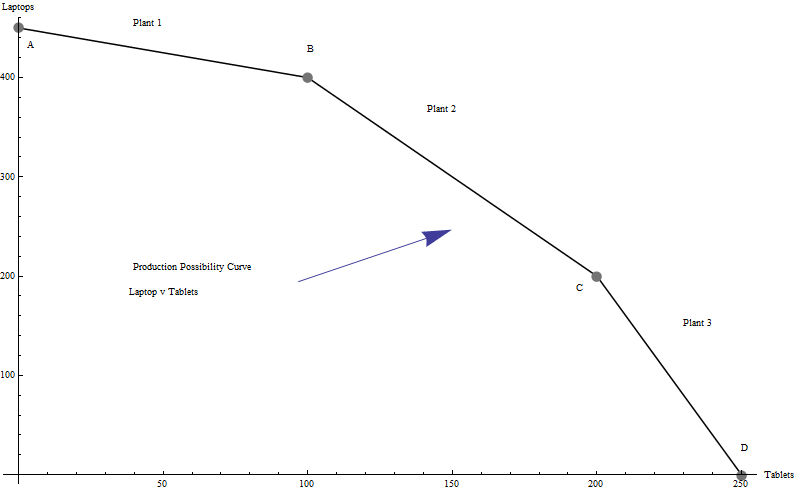 Laptops
Plant 1
A
B
400
Plant 2
300
Production Possibility Curve
200
Laptop v Tablets
C
Plant 3
100
D
50
100
150
200
250
Tablets